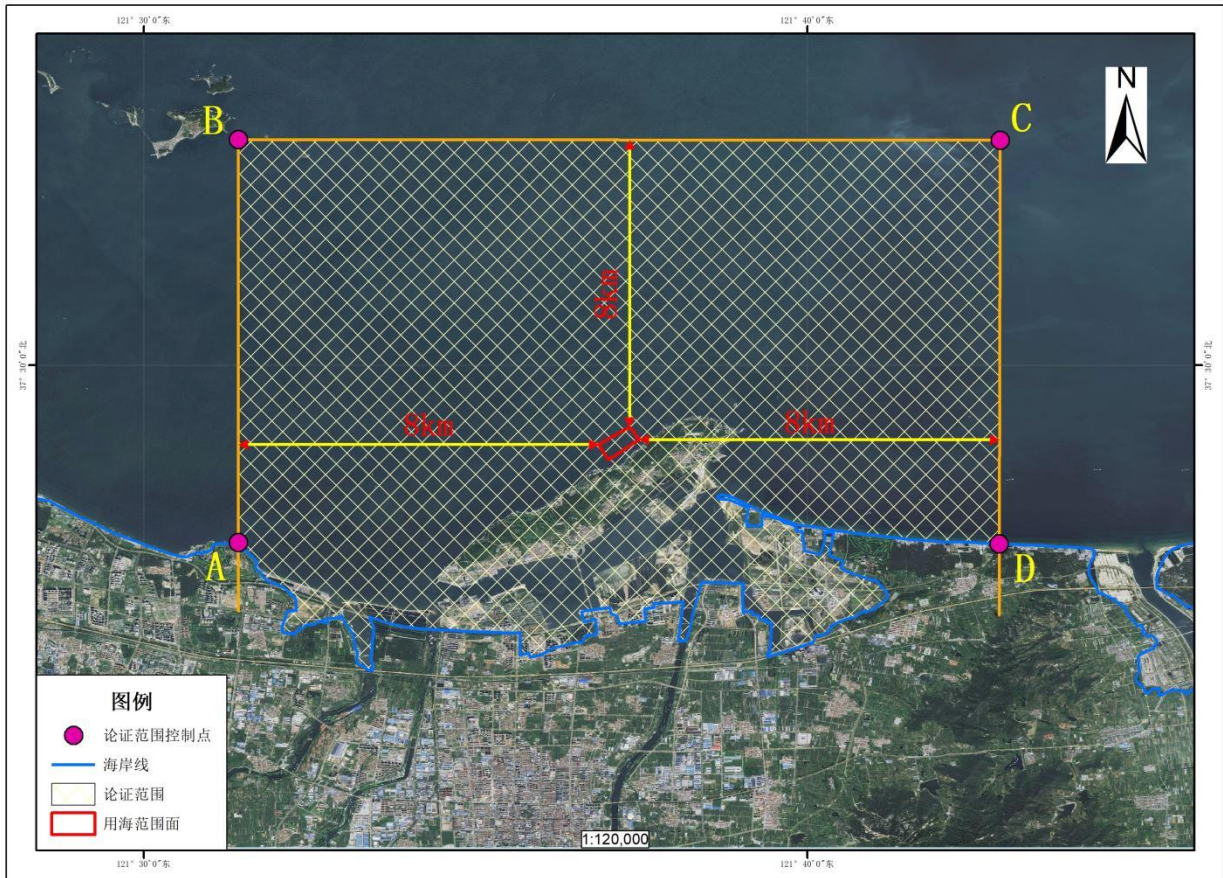 121° 30′0″东
121° 40′0″东
N
B
C
8km
37° 30′0″北
37° 30′0″北
8km
8km
A
D
图例
论证范围控制点
海岸线
论证范围
用海范围面
1:120,000
121° 30′0″东
121° 40′0″东